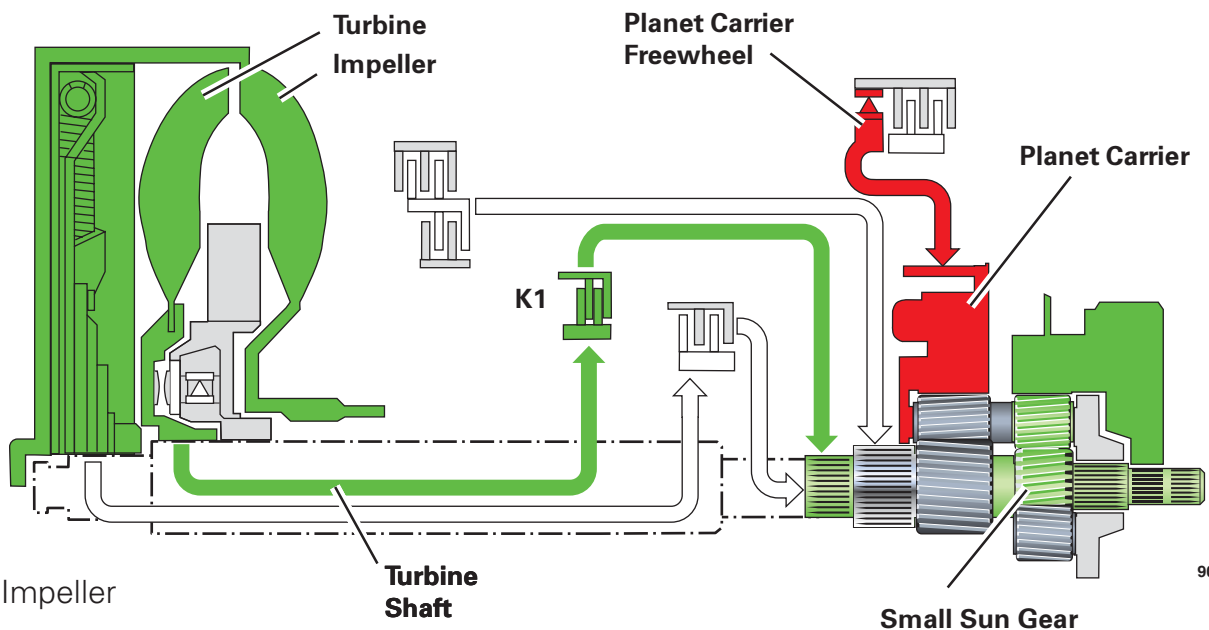 Turbine
Impeller
Planet Carrier
Freewheel
Planet Carrier
K1
Turbine
Shaft
Impeller
Small Sun Gear